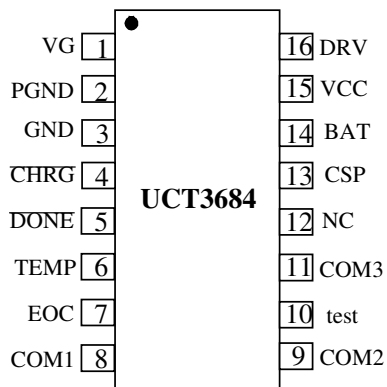 VG 1 16 DRV
PGND 2 15 VCC
GND 3 14 BAT
CHRG 4 13 CSP
UCT3684
DONE 5 12 NC
TEMP 6 11 COM3
EOC 7 10 test
COM1 8 9 COM2